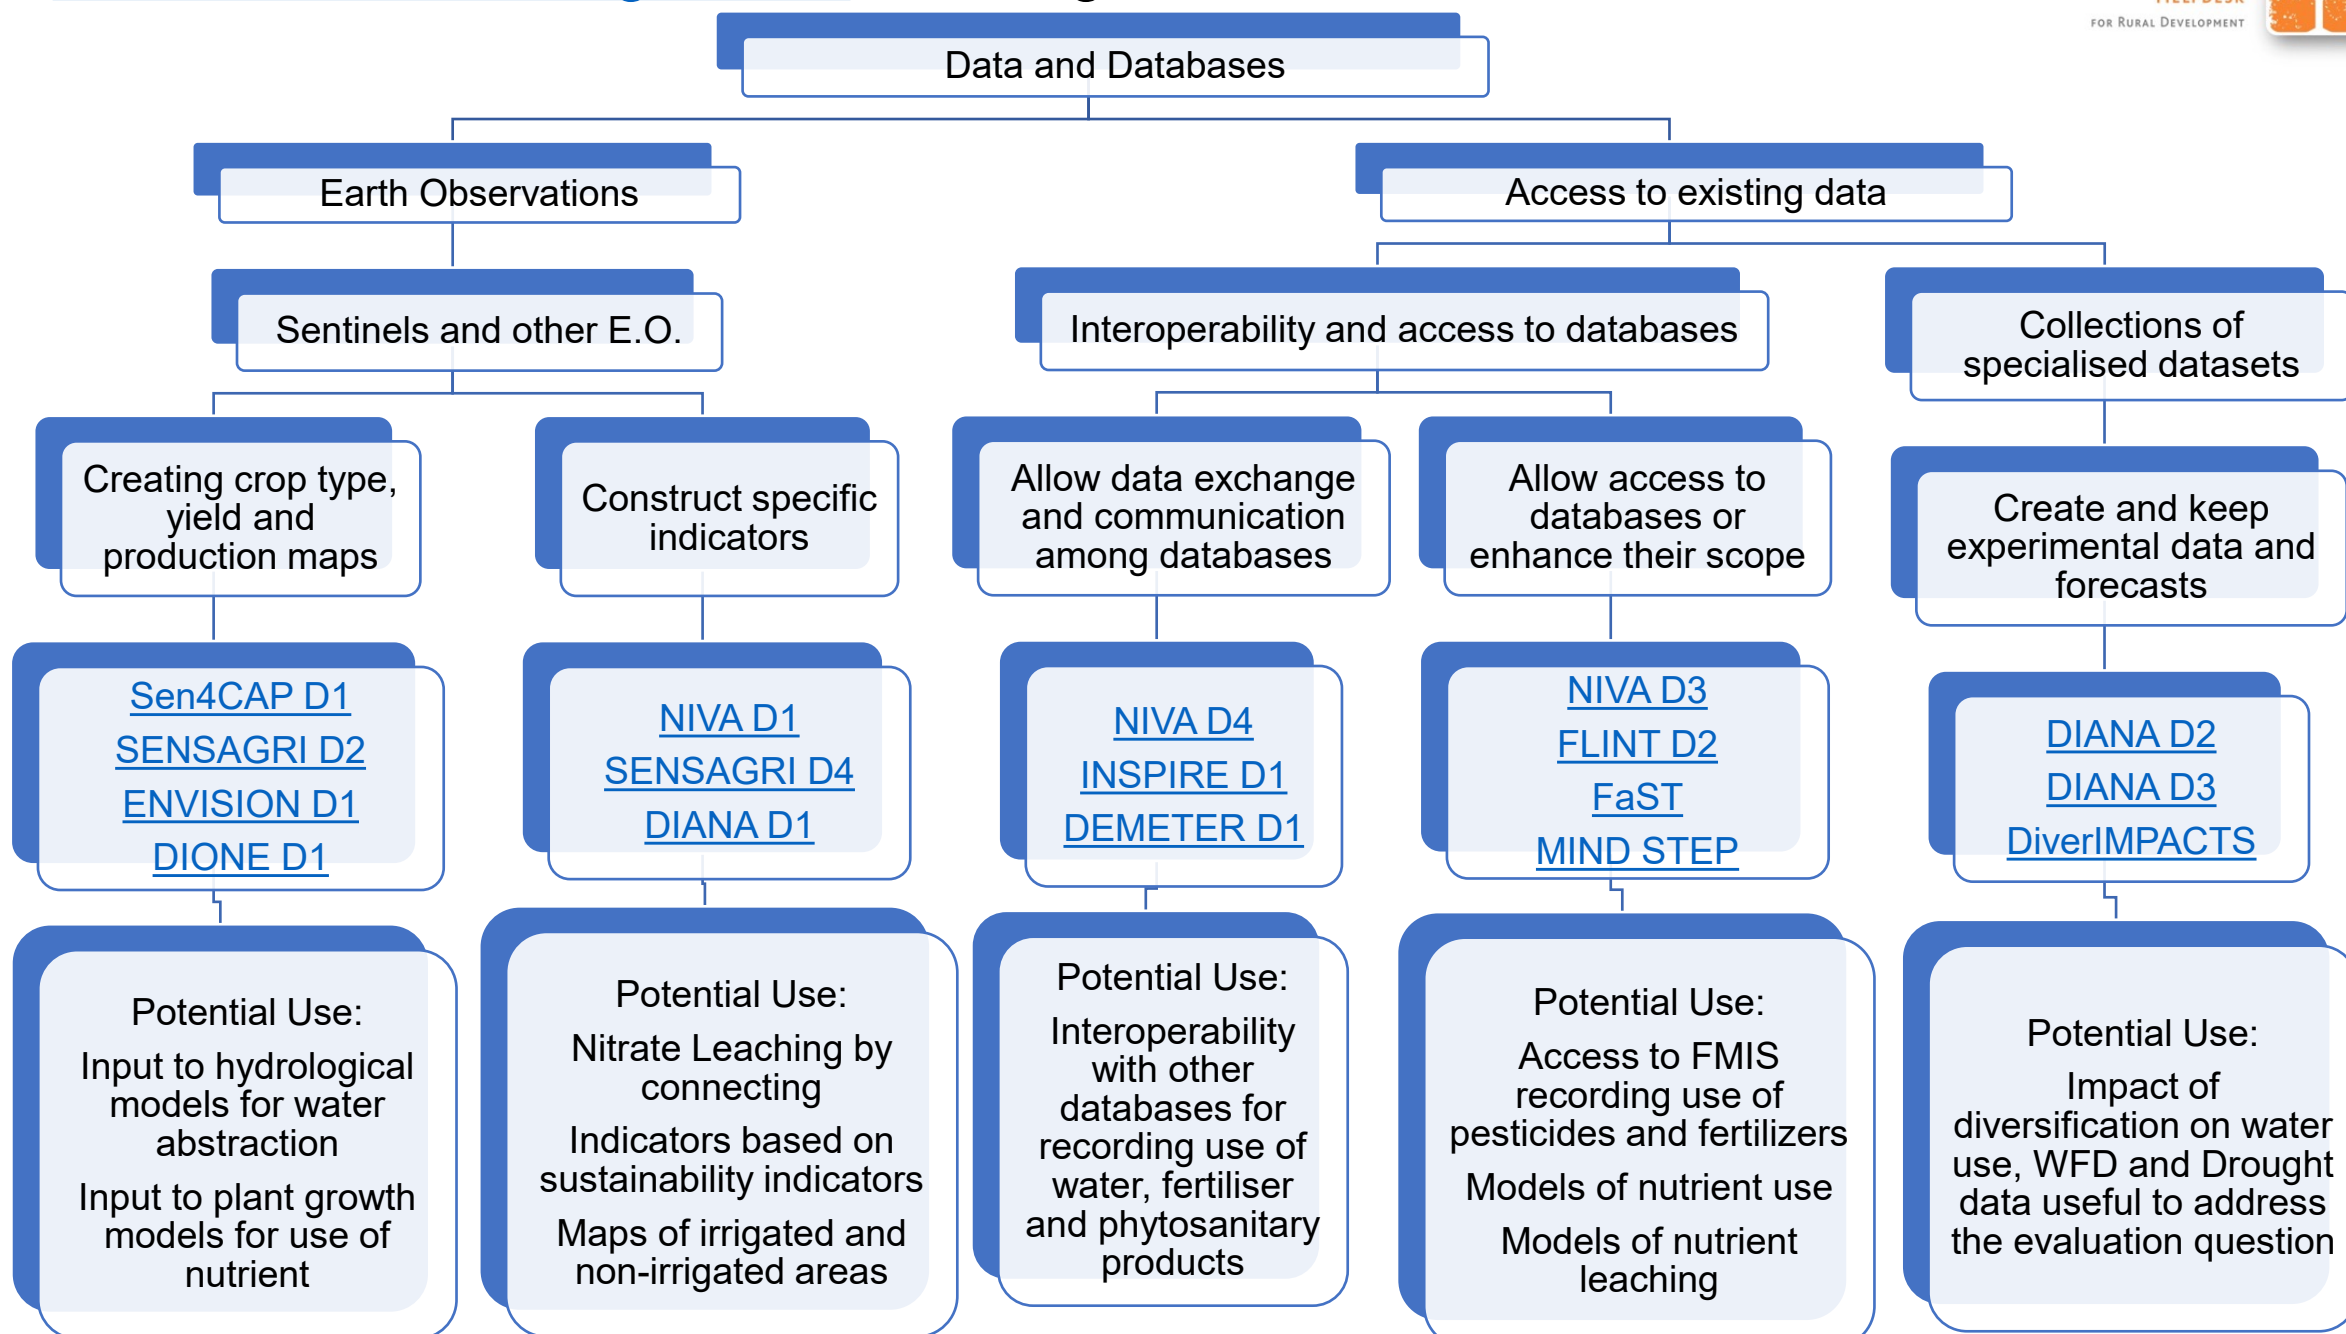 FOR RURAL DEVELOPMENT
Data and Databases
Earth Observations
Access to existing data
Sentinels and other E.O.
Interoperability and access to databases
Collections of
specialised datasets
Creating crop type,
yield and
production maps
Construct specific
indicators
Allow data exchange
and communication
among databases
Allow access to
databases or
enhance their scope
Create and keep
experimental data and
forecasts
Sen4CAP D1
SENSAGRI D2
ENVISION D1
DIONE D1
NIVA D1
SENSAGRI D4
DIANA D1
NIVA D4
INSPIRE D1
DEMETER D1
NIVA D3
FLINT D2
FaST
MIND STEP
DIANA D2
DIANA D3
DiverIMPACTS
Potential Use:
Input to hydrological
models for water
abstraction
Input to plant growth
models for use of
nutrient
Potential Use:
Nitrate Leaching by
connecting
Indicators based on
sustainability indicators
Maps of irrigated and
non-irrigated areas
Potential Use:
Interoperability
with other
databases for
recording use of
water, fertiliser
and phytosanitary
products
Potential Use:
Access to FMIS
recording use of
pesticides and fertilizers
Models of nutrient use
Models of nutrient
leaching
Potential Use:
Impact of
diversification on water
use, WFD and Drought
data useful to address
the evaluation question